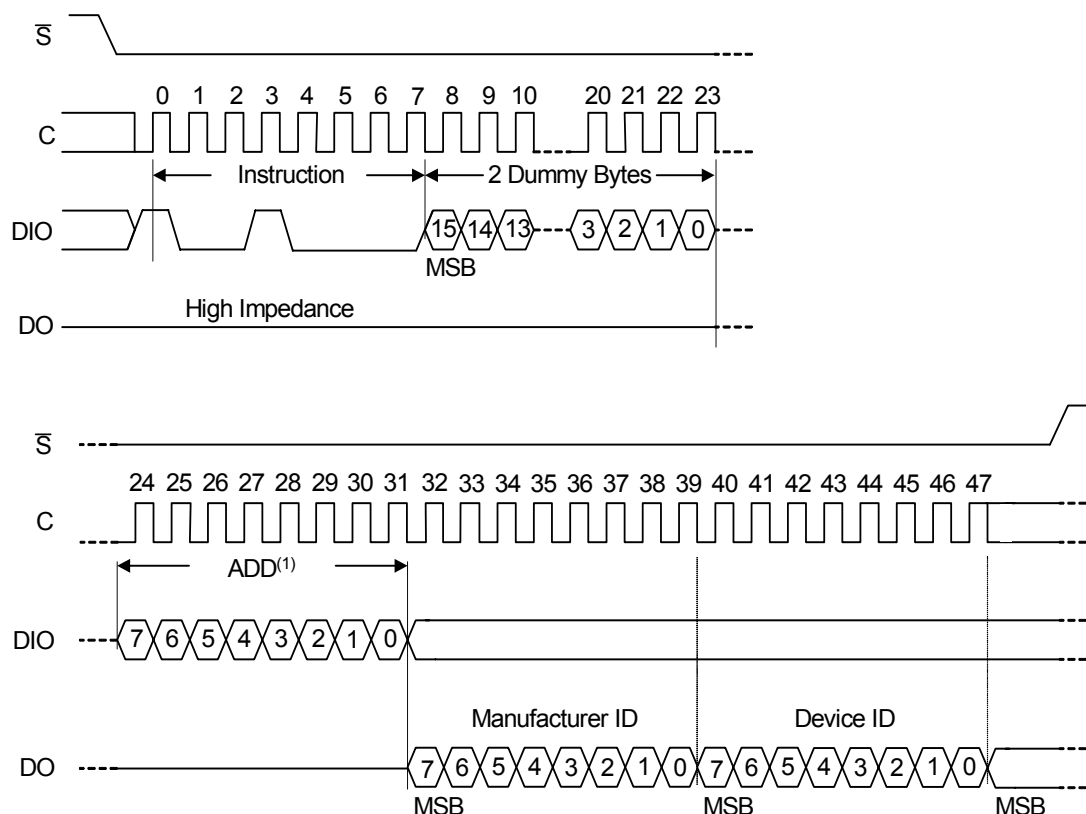 S
0 1 2 3 4 5 6 7 8 9 10 20 21 22 23
C
Instruction 2 Dummy Bytes
DIO 15 14 13 3 2 1 0
MSB
High Impedance
DO
S
24 25 26 27 28 29 30 31 32 33 34 35 36 37 38 39 40 41 42 43 44 45 46 47
C
ADD(1)
DIO 7 6 5 4 3 2 1 0
Manufacturer ID Device ID
DO 7 6 5 4 3 2 1 0 7 6 5 4 3 2 1 0
MSB MSB MSB